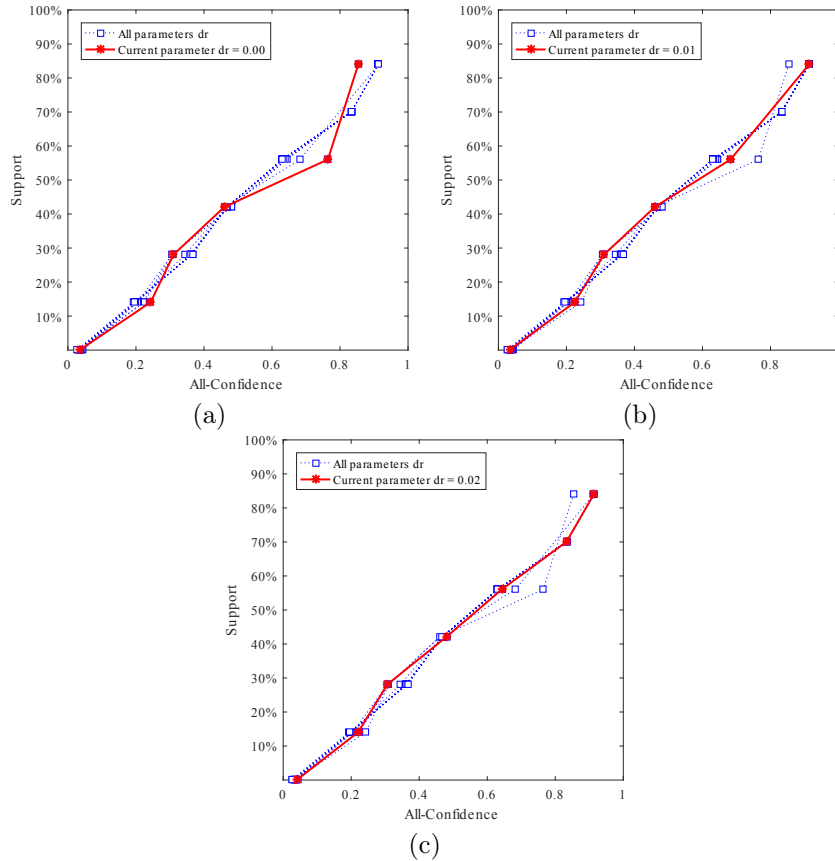 100%
90%
80%
70%
60%
50%
40%
30%
20%
10%
Support
All parameters dr
Current parameter dr = 0.00
0 0.2 0.4 0.6 0.8 1
All-Confidence
(a)
100%
90%
80%
70%
60%
50%
40%
30%
20%
10%
Support
All parameters dr
Current parameter dr = 0.01
0.2 0.4 0.6 0.8
All-Confidence
(b)
100%
90%
80%
70%
60%
50%
40%
30%
20%
10%
Support
All parameters dr
Current parameter dr = 0.02
0 0.2 0.4 0.6 0.8 1
All-Confidence
(c)